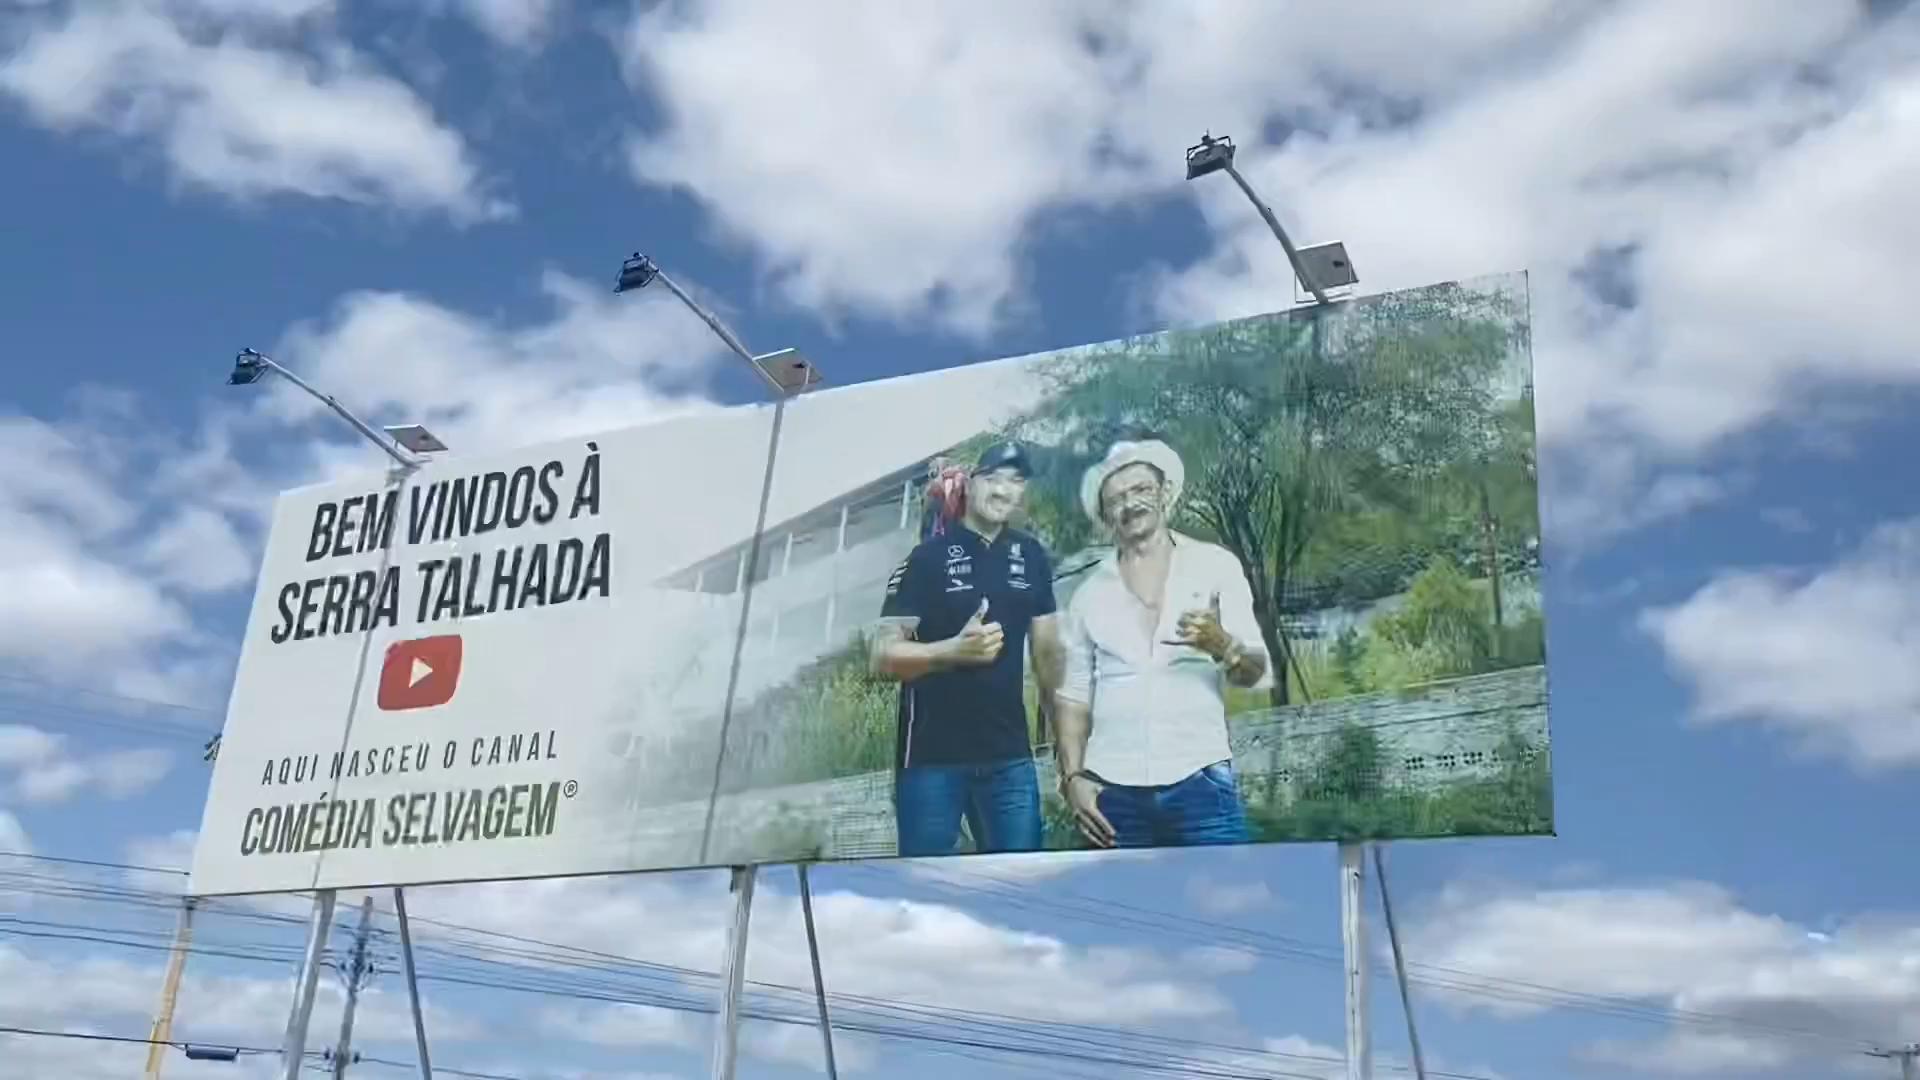 BEM VINDOS À
SERRA TALHADA
AQUI NASCEU O CANAL
COMÉDIA SELVAGEM®